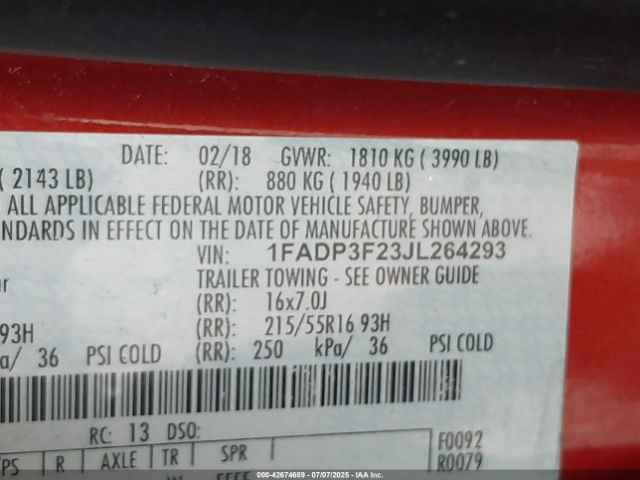 DATE: 02/18 GVWR: 1810 KG ( 3990 LB)
( 2143 LB) (RR): 880 KG ( 1940 LB)
ALL APPLICABLE FEDERAL MOTOR VEHICLE SAFETY, BUMPER,
NDARDS IN EFFECT ON THE DATE OF MANUFACTURE SHOWN ABOVE.
VIN: 1FADP3F23JL264293
TRAILER TOWING - SEE OWNER GUIDE
(RR): 16x7.0J
93H (RR): 215/55R16 93H
a/ 36 PSI COLD (RR): 250 kPa/ 36 PSI COLD
RC: 13 DSO:
PS R AXLE TR SPR F0092
R0079
000-42674689 07/07/2025 - IAA